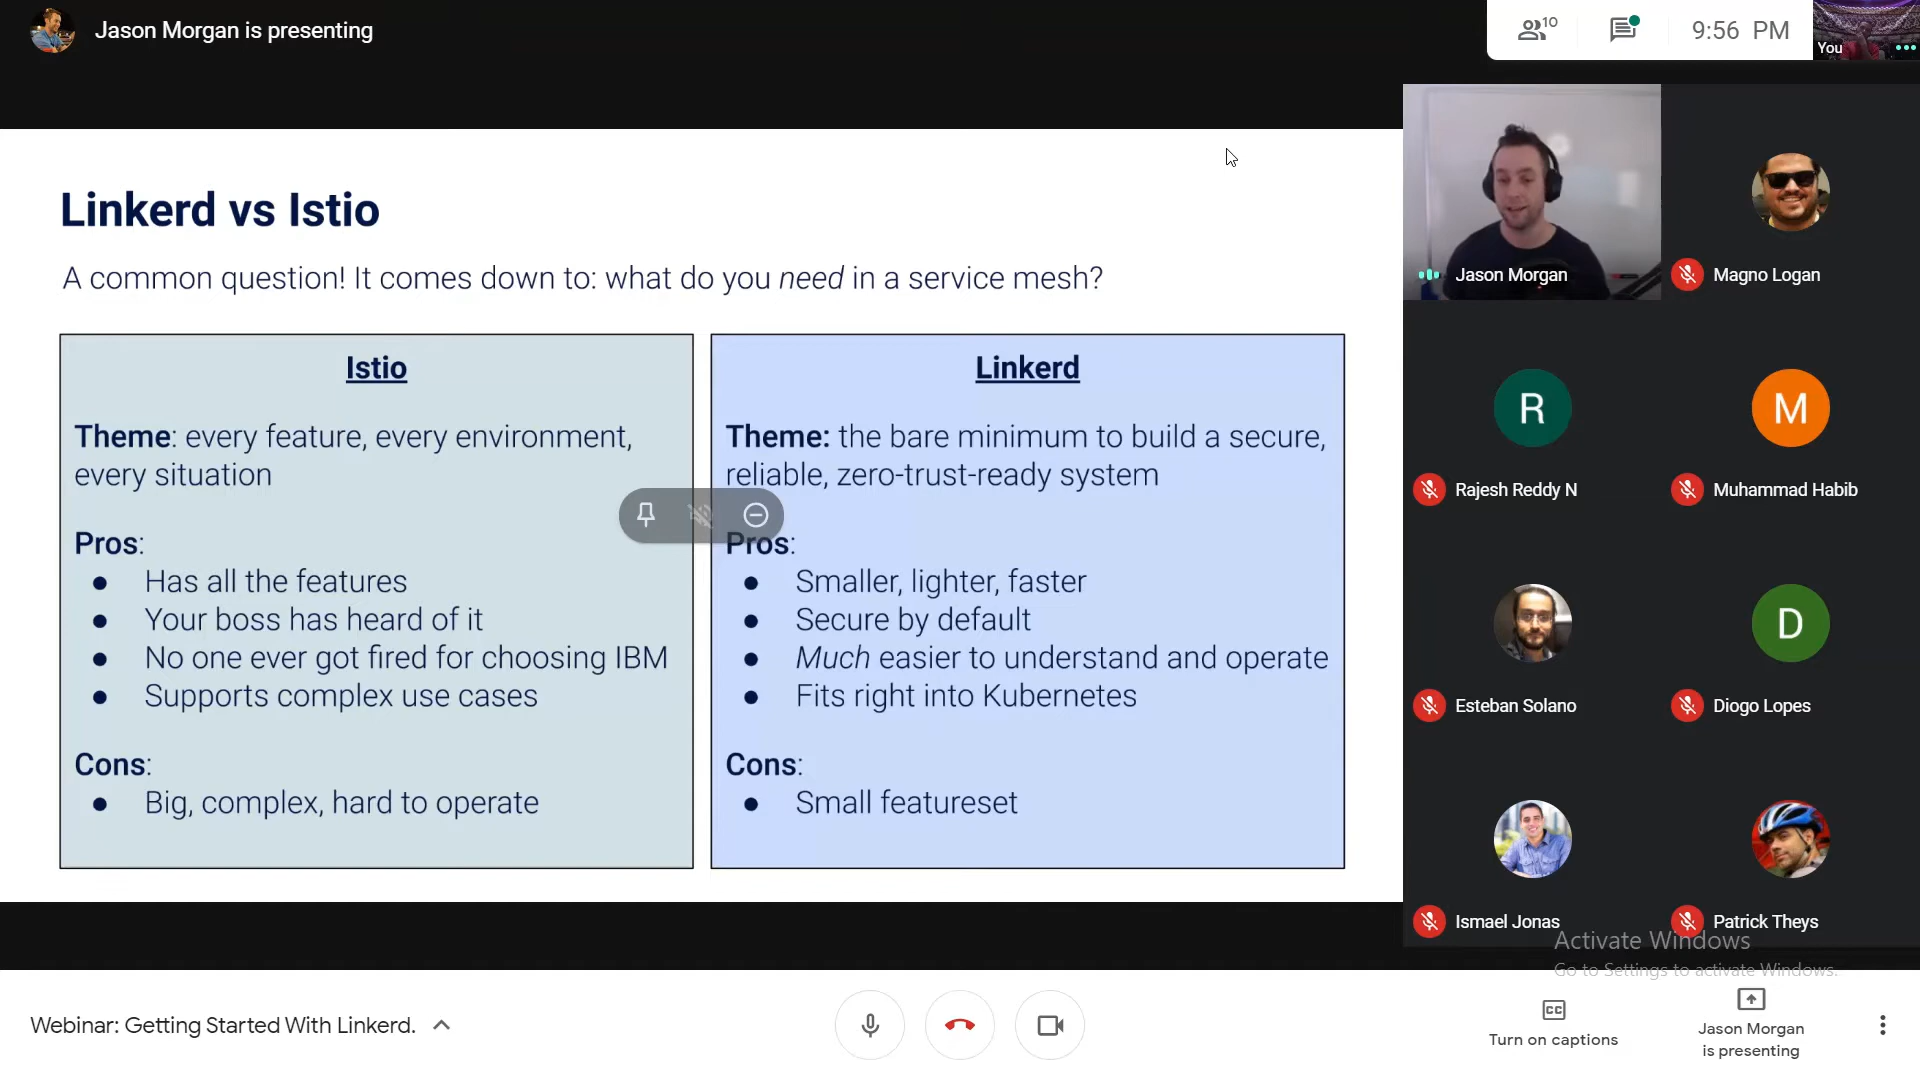 Jason Morgan is presenting
10
9:56 PM
You
Linkerd vs Istio
A common question! It comes down to: what do you need in a service mesh?
Istio
Theme: every feature, every environment,
every situation
Pros:
● Has all the features
● Your boss has heard of it
● No one ever got fired for choosing IBM
● Supports complex use cases
Cons:
● Big, complex, hard to operate
Linkerd
Theme: the bare minimum to build a secure,
reliable, zero-trust-ready system
Pros:
● Smaller, lighter, faster
● Secure by default
● Much easier to understand and operate
● Fits right into Kubernetes
Cons:
● Small featureset
Jason Morgan
Magno Logan
R
Rajesh Reddy N
M
Muhammad Habib
Esteban Solano
D
Diogo Lopes
Ismael Jonas
Patrick Theys
Activate Windows
Go to Settings to activate Windows.
Webinar: Getting Started With Linkerd.
CC
Turn on captions
Jason Morgan
is presenting